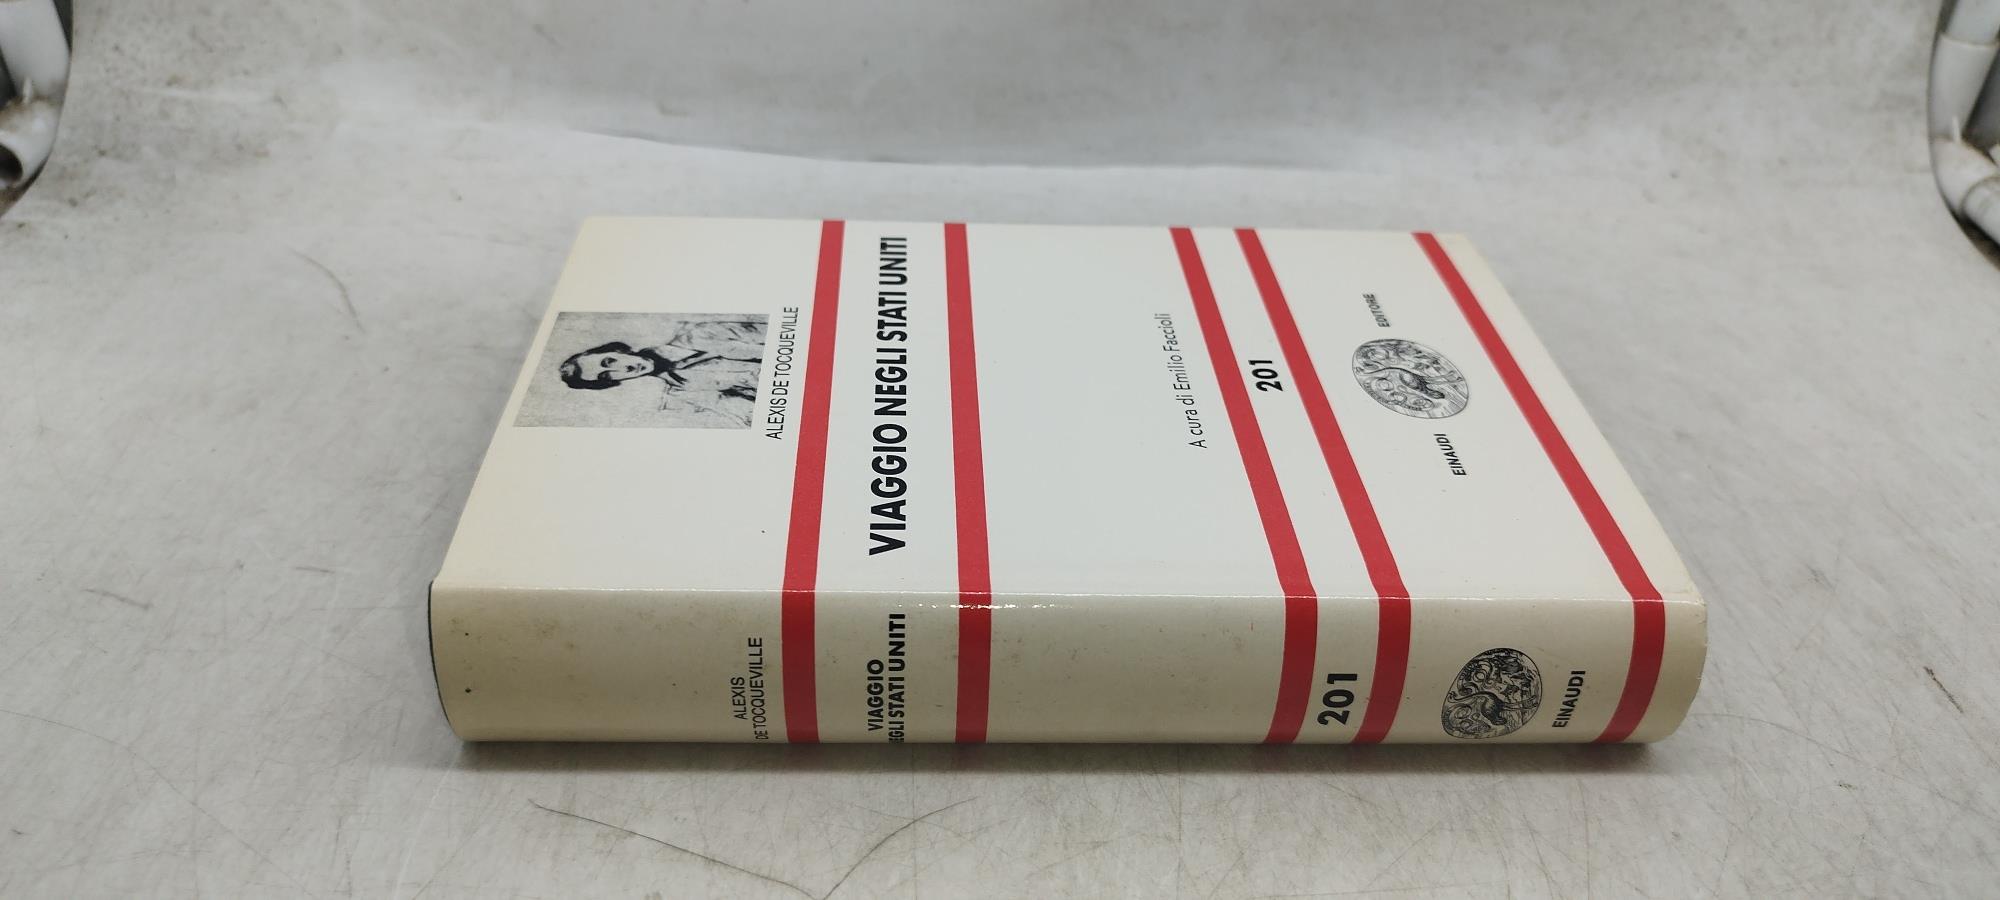 ALEXIS DE TOCQUEVILLE
VIAGGIO NEGLI STATI UNITI
A cura di Emilio Faccioli
201
EINAUDI
EDITORE
ALEXIS
DE TOCQUEVILLE
VIAGGIO
EGLI STATI UNITI
201
EINAUDI